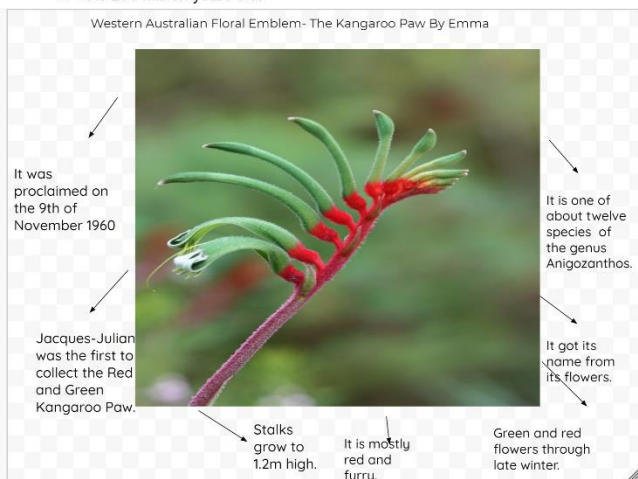 Western Australian Floral Emblem- The Kangaroo Paw By Emma
It was
proclaimed on
the 9th of
November 1960
It is one of
about twelve
species of
the genus
Anigozanthos.
Jacques-Julian
was the first to
collect the Red
and Green
Kangaroo Paw.
It got its
name from
its flowers.
Stalks
grow to
1.2m high.
It is mostly
red and
furry.
Green and red
flowers through
late winter.